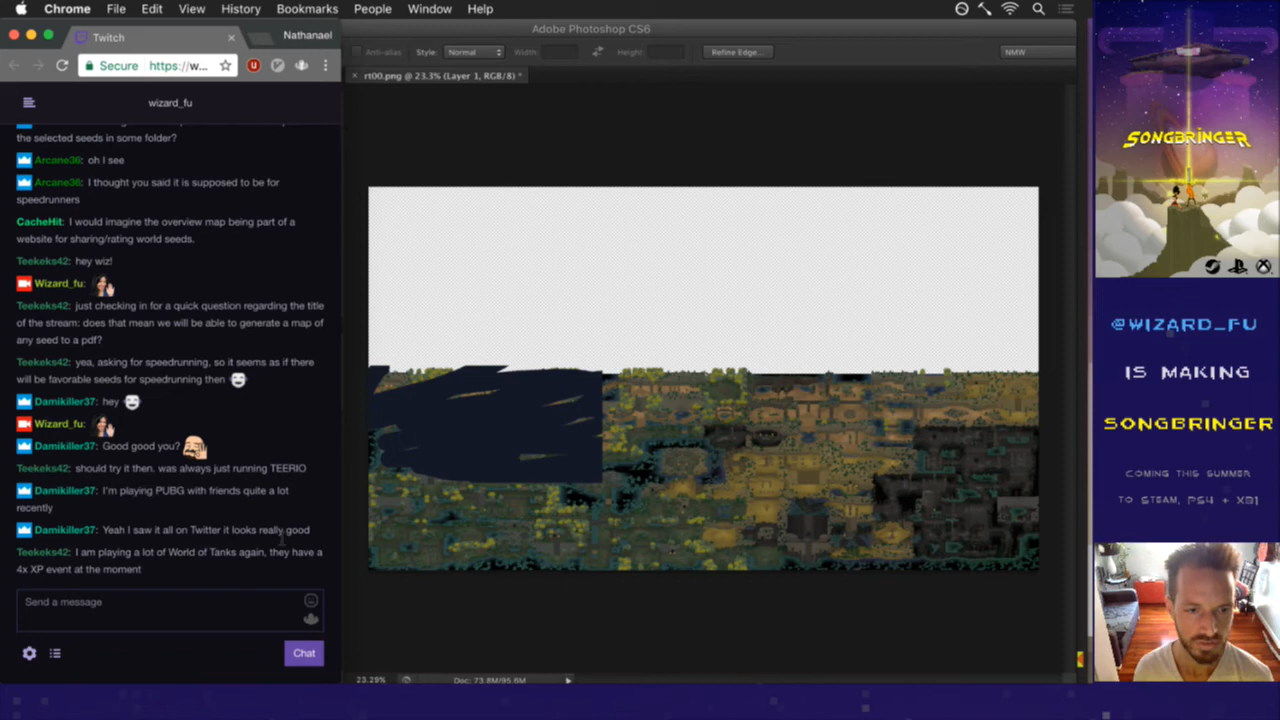 Chrome File Edit View History Bookmarks People Window Help
Twitch
Nathanael
Secure https://w...
wizard_fu
the selected seeds in some folder?
Arcane36: oh I see
Arcane36: I thought you said it is supposed to be for
speedrunners
CacheHit: I would imagine the overview map being part of a
website for sharing/rating world seeds.
Teekeks42: hey wiz!
Wizard_fu:
Teekeks42: just checking in for a quick question regarding the title
of the stream: does that mean we will be able to generate a map of
any seed to a pdf?
Teekeks42: yea, asking for speedrunning, so it seems as if there
will be favorable seeds for speedrunning then
Damikiller37: hey
Wizard_fu:
Damikiller37: Good good you?
Teekeks42: should try it then. was always just running TEERIO
Damikiller37: I'm playing PUBG with friends quite a lot
recently
Damikiller37: Yeah I saw it all on Twitter it looks really good
Teekeks42: I am playing a lot of World of Tanks again, they have a
4x XP event at the moment
Send a message
Chat
Adobe Photoshop CS6
Anti-alias Style: Normal Width: Height: Refine Edge... NMW
rt00.png @ 23.3% (Layer 1, RGB/8) *
23.29% Doc: 73.8M/95.6M
SONGBRINGER
@WIZARD_FU
IS MAKING
SONGBRINGER
COMING THIS SUMMER
TO STEAM, PS4 + XB1